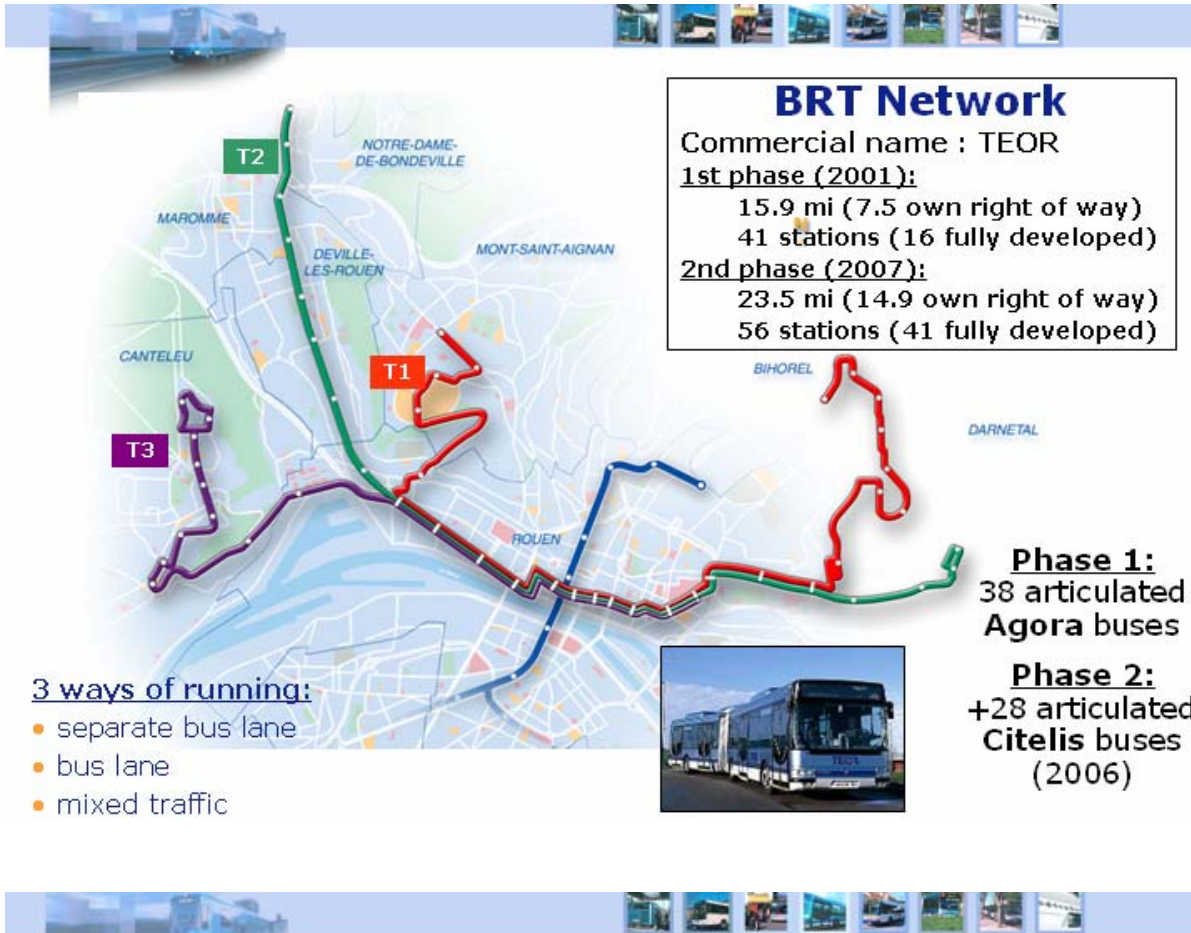 BRT Network
Commercial name : TEOR
1st phase (2001):
15.9 mi (7.5 own right of way)
41 stations (16 fully developed)
2nd phase (2007):
23.5 mi (14.9 own right of way)
56 stations (41 fully developed)
T2
NOTRE-DAME-
DE-BONDEVILLE
MAROMME
DEVILLE-
LES-ROUEN
MONT-SAINT-AIGNAN
CANTELEU
T1
BIHOREL
DARNETAL
T3
ROUEN
Phase 1:
38 articulated
Agora buses
Phase 2:
+28 articulated
Citelis buses
(2006)
3 ways of running:
• separate bus lane
• bus lane
• mixed traffic
TEOR